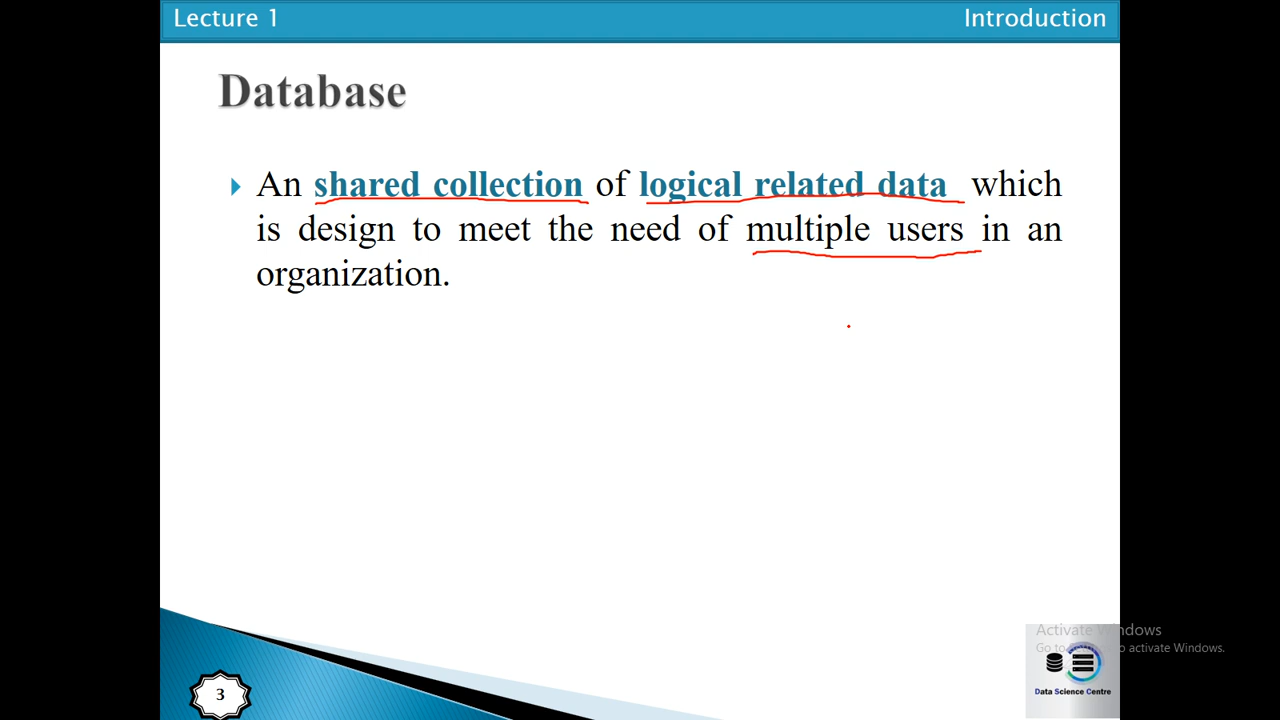 Lecture 1
Introduction
Database
An shared collection of logical related data which
is design to meet the need of multiple users in an
organization.
Activate Windows
Go to to activate Windows.
Data Science Centre
3